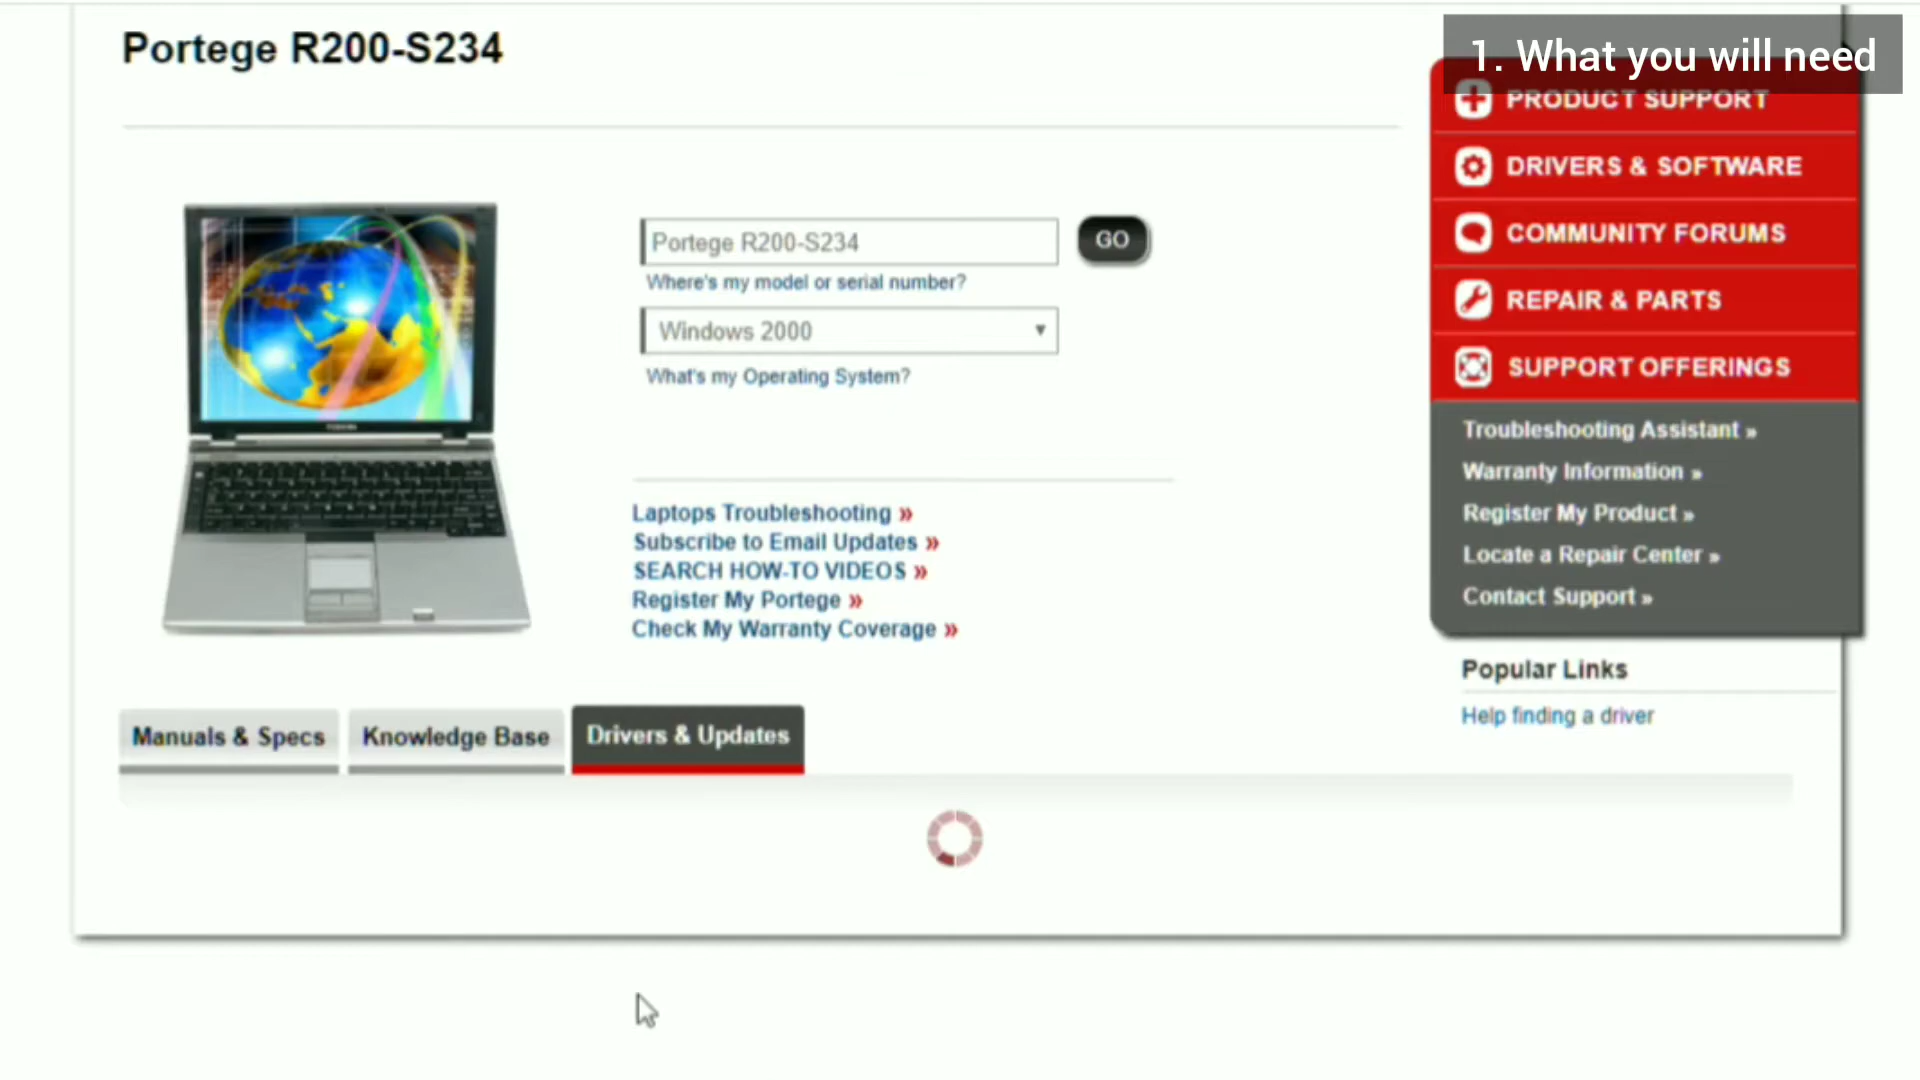 Portege R200-S234
1. What you will need
PRODUCT SUPPORT
DRIVERS & SOFTWARE
COMMUNITY FORUMS
REPAIR & PARTS
SUPPORT OFFERINGS
Troubleshooting Assistant »
Warranty Information »
Register My Product »
Locate a Repair Center »
Contact Support »
Popular Links
Help finding a driver
Portege R200-S234
GO
Where's my model or serial number?
Windows 2000
What's my Operating System?
Laptops Troubleshooting »
Subscribe to Email Updates »
SEARCH HOW-TO VIDEOS »
Register My Portege »
Check My Warranty Coverage »
TOSHIBA
Manuals & Specs
Knowledge Base
Drivers & Updates